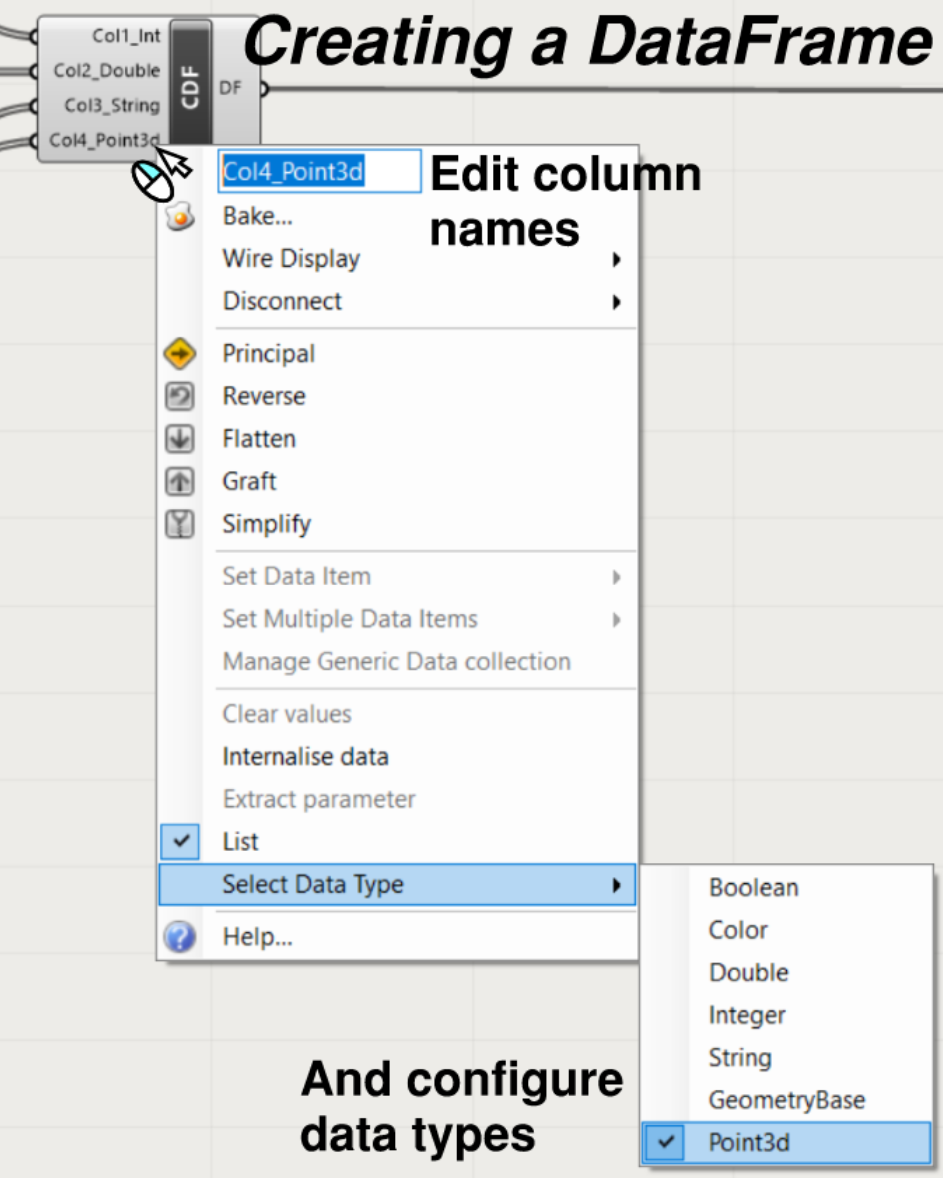 Creating a DataFrame
Col1_Int
Col2_Double
Col3_String
Col4_Point3d
CDF
DF
Col4_Point3d
Edit column
names
Bake...
Wire Display
Disconnect
Principal
Reverse
Flatten
Graft
Simplify
Set Data Item
Set Multiple Data Items
Manage Generic Data collection
Clear values
Internalise data
Extract parameter
List
Select Data Type
Help...
Boolean
Color
Double
Integer
String
GeometryBase
Point3d
And configure
data types